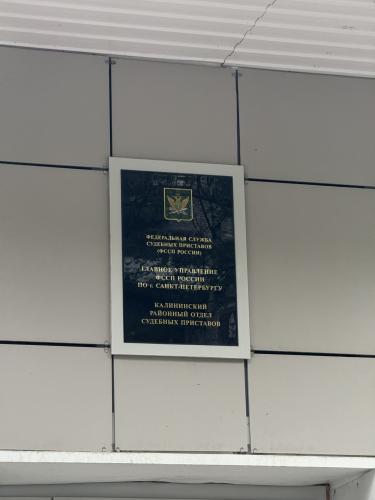 ФЕДЕРАЛЬНАЯ СЛУЖБА
СУДЕБНЫХ ПРИСТАВОВ
(ФССП РОССИИ)
ГЛАВНОЕ УПРАВЛЕНИЕ
ФССП РОССИИ
ПО г. САНКТ-ПЕТЕРБУРГУ
КАЛИНИНСКИЙ
РАЙОННЫЙ ОТДЕЛ
СУДЕБНЫХ ПРИСТАВОВ